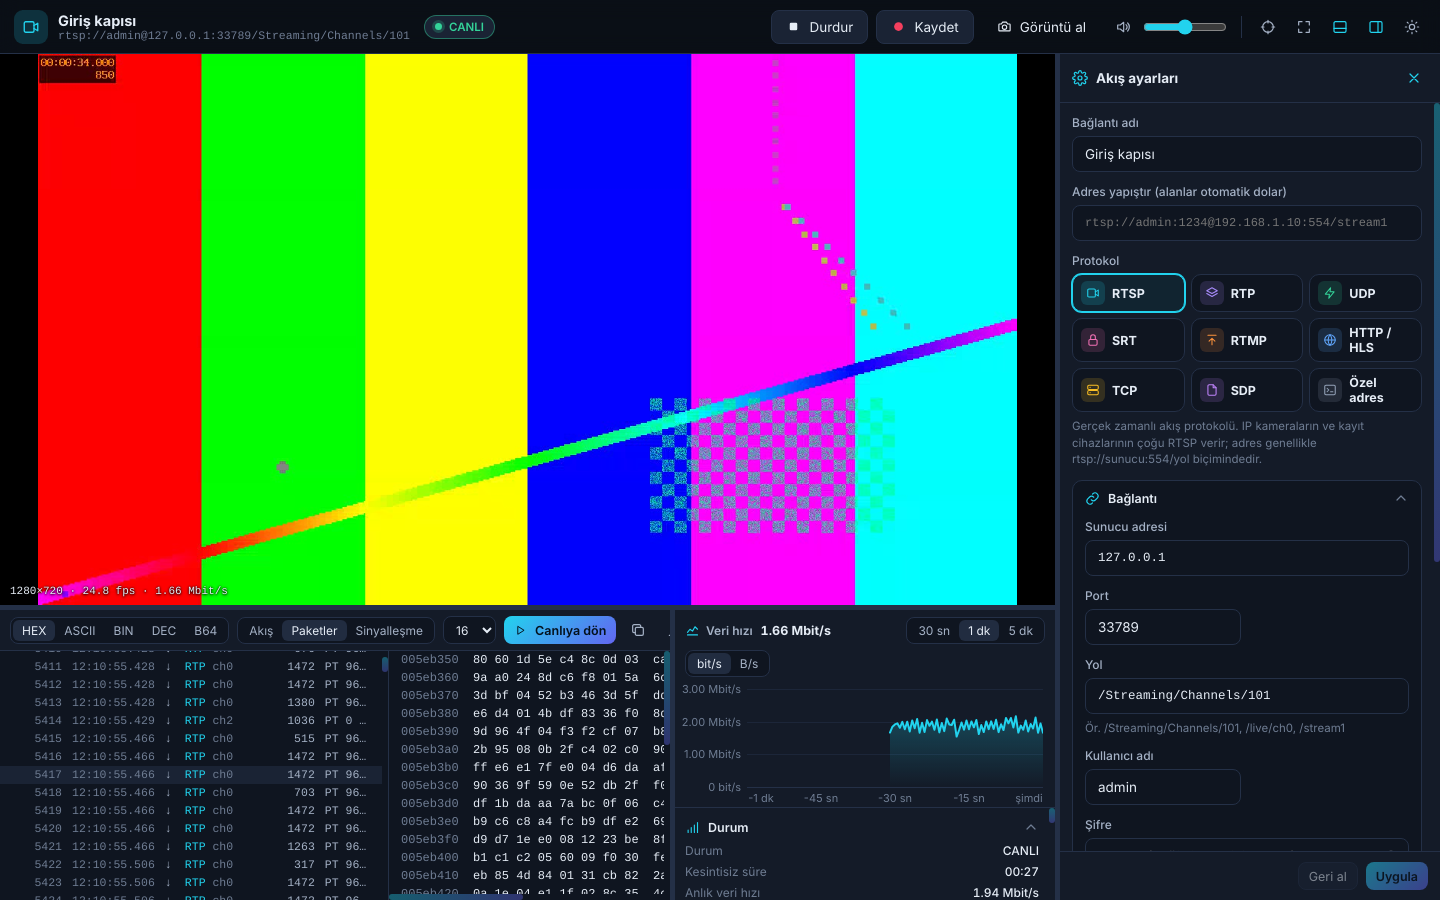 Giriş kapısı
rtsp://admin@127.0.0.1:33789/Streaming/Channels/101
CANLI
Durdur
Kaydet
Görüntü al
00:00:34.000
850
1280×720 · 24.8 fps · 1.66 Mbit/s
HEX ASCII BIN DEC B64
Akış Paketler Sinyalleşme
16
Canlıya dön
5411 12:10:55.428 ↓ RTP ch0 1472 PT 96…
5412 12:10:55.428 ↓ RTP ch0 1472 PT 96…
5413 12:10:55.428 ↓ RTP ch0 1380 PT 96…
5414 12:10:55.429 ↓ RTP ch2 1036 PT 0 …
5415 12:10:55.466 ↓ RTP ch0 515 PT 96…
5416 12:10:55.466 ↓ RTP ch0 1472 PT 96…
5417 12:10:55.466 ↓ RTP ch0 1472 PT 96…
5418 12:10:55.466 ↓ RTP ch0 703 PT 96…
5419 12:10:55.466 ↓ RTP ch0 1472 PT 96…
5420 12:10:55.466 ↓ RTP ch0 1472 PT 96…
5421 12:10:55.466 ↓ RTP ch0 1263 PT 96…
5422 12:10:55.506 ↓ RTP ch0 317 PT 96…
5423 12:10:55.506 ↓ RTP ch0 1472 PT 96…
005eb350 80 60 1d 5e c4 8c 0d 03
005eb360 9a a0 24 8d c6 f8 01 5a
005eb370 3d bf 04 52 b3 46 3d 5f
005eb380 e6 d4 01 4b df 83 36 f0
005eb390 9d 96 4f 04 f3 f2 cf 07
005eb3a0 2b 95 08 0b 2f c4 02 c0
005eb3b0 ff e6 e1 7f e0 04 d6 da
005eb3c0 90 36 9f 59 0e 52 db 2f
005eb3d0 df 1b da aa 7a bc 0f 06
005eb3e0 b9 c6 c8 a4 fc b9 df e2
005eb3f0 d9 d7 1e e0 08 12 23 be
005eb400 b1 c1 c2 05 60 09 f0 30
005eb410 eb 85 4d 84 01 31 cb 82
005eb420 0a 1e 04 e1 1f 02 8c 35
Veri hızı 1.66 Mbit/s
30 sn 1 dk 5 dk
bit/s B/s
3.00 Mbit/s
2.00 Mbit/s
1.00 Mbit/s
0 bit/s
-1 dk -45 sn -30 sn -15 sn şimdi
Durum
Durum CANLI
Kesintisiz süre 00:27
Anlık veri hızı 1.94 Mbit/s
Akış ayarları
Bağlantı adı
Giriş kapısı
Adres yapıştır (alanlar otomatik dolar)
rtsp://admin:1234@192.168.1.10:554/stream1
Protokol
RTSP
RTP
UDP
SRT
RTMP
HTTP /
HLS
TCP
SDP
Özel
adres
Gerçek zamanlı akış protokolü. IP kameraların ve kayıt
cihazlarının çoğu RTSP verir; adres genellikle
rtsp://sunucu:554/yol biçimindedir.
Bağlantı
Sunucu adresi
127.0.0.1
Port
33789
Yol
/Streaming/Channels/101
Ör. /Streaming/Channels/101, /live/ch0, /stream1
Kullanıcı adı
admin
Şifre
Geri al
Uygula